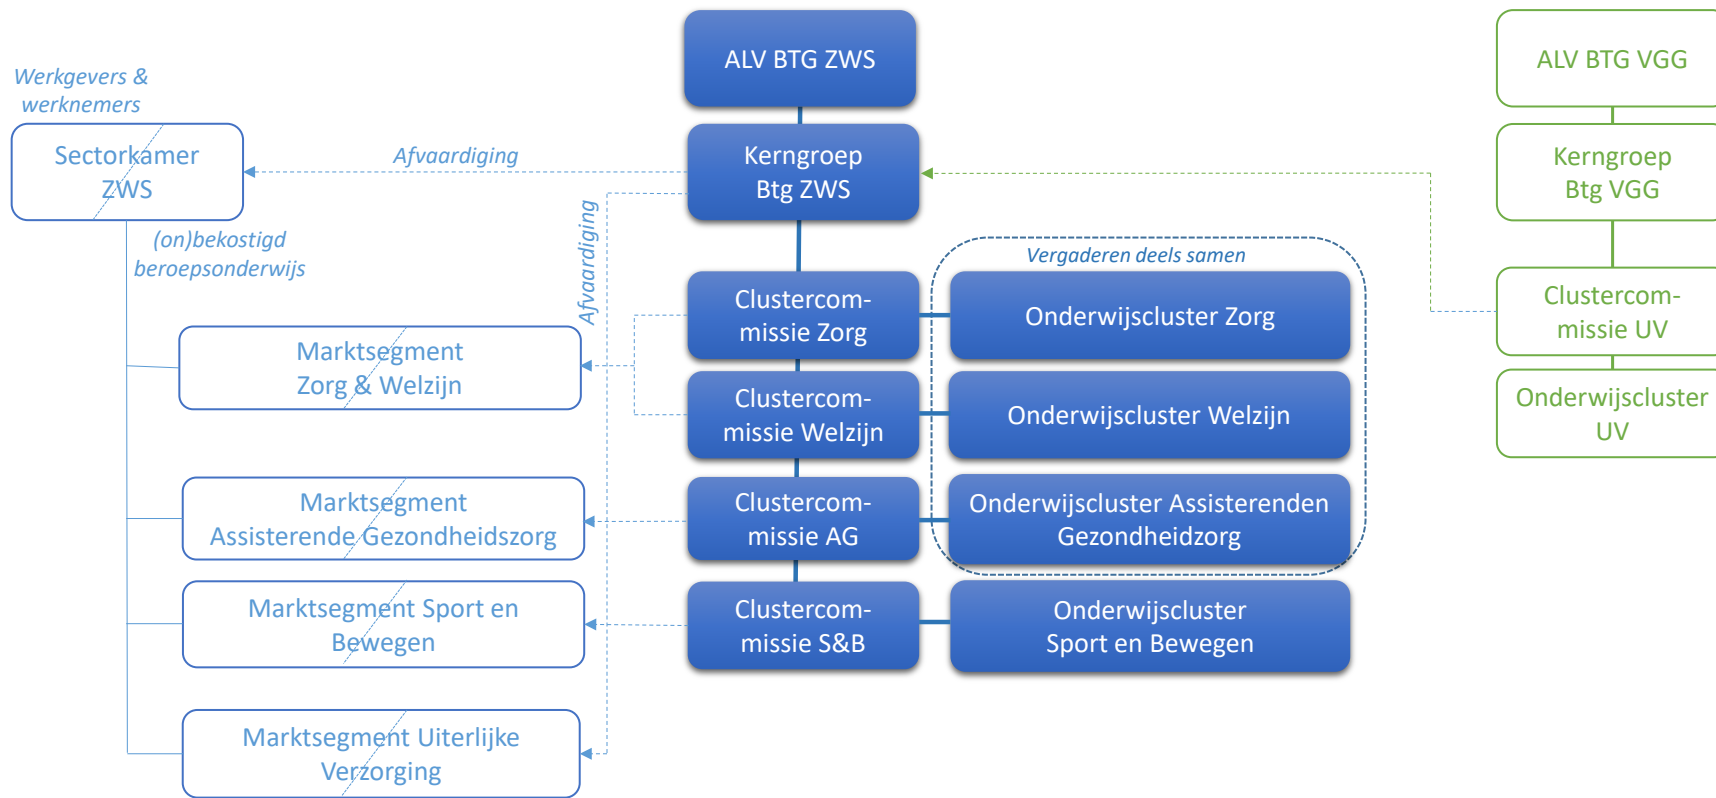 ALV BTG ZWS
ALV BTG VGG
Werkgevers &
werknemers
Sectorkamer
ZWS
Afvaardiging
Kerngroep
Btg ZWS
Kerngroep
Btg VGG
(on)bekostigd
beroepsonderwijs
Afvaardiging
Vergaderen deels samen
Clustercom-
missie Zorg
Onderwijscluster Zorg
Clustercom-
missie UV
Marktsegment
Zorg & Welzijn
Clustercom-
missie Welzijn
Onderwijscluster Welzijn
Onderwijscluster
UV
Marktsegment
Assisterende Gezondheidszorg
Clustercom-
missie AG
Onderwijscluster Assisterenden
Gezondheidzorg
Marktsegment Sport en
Bewegen
Clustercom-
missie S&B
Onderwijscluster
Sport en Bewegen
Marktsegment Uiterlijke
Verzorging